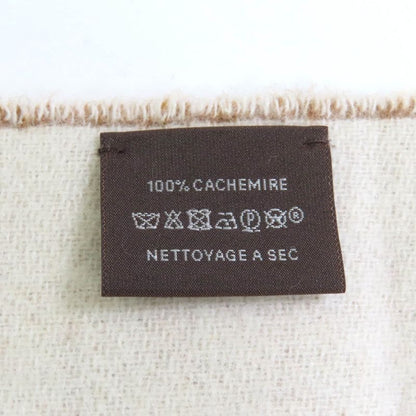 100% CACHEMIRE
P ®
NETTOYAGE A SEC